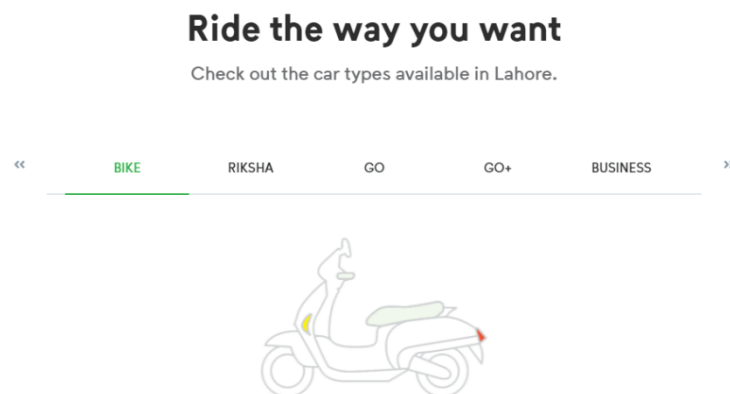 Ride the way you want
Check out the car types available in Lahore.
« BIKE RIKSHA GO GO+ BUSINESS »